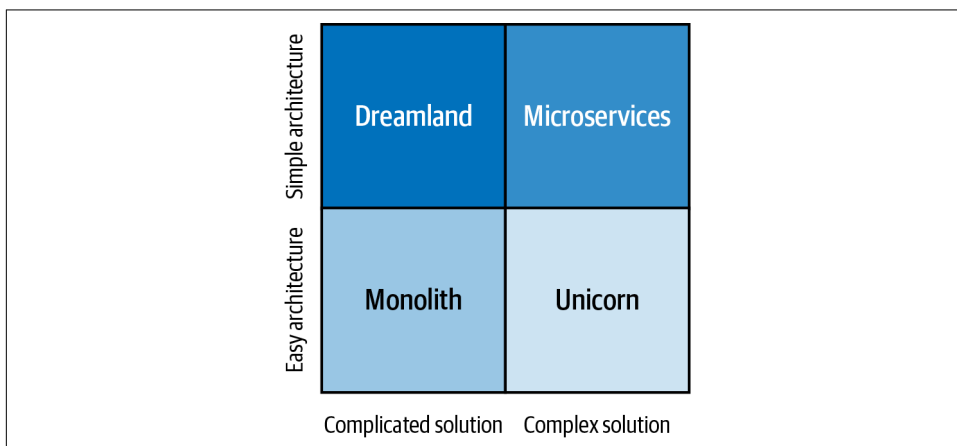 Simple architecture
Dreamland
Microservices
Easy architecture
Monolith
Unicorn
Complicated solution
Complex solution